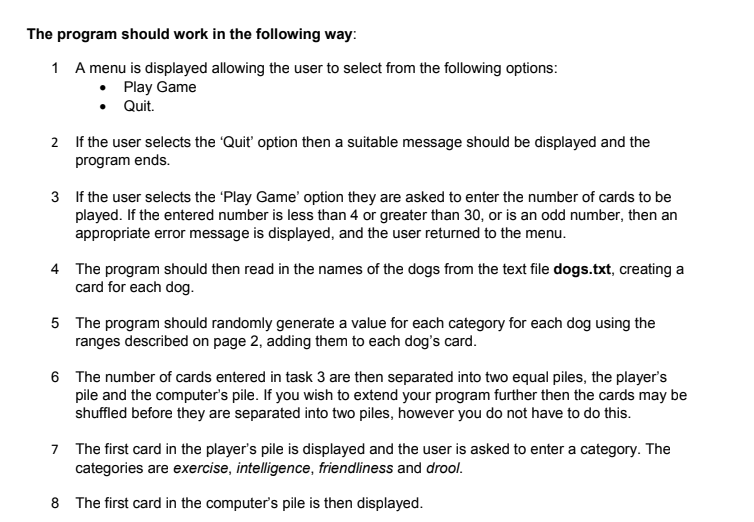 The program should work in the following way:
1 A menu is displayed allowing the user to select from the following options:
• Play Game
• Quit.
2 If the user selects the ‘Quit’ option then a suitable message should be displayed and the
program ends.
3 If the user selects the ‘Play Game’ option they are asked to enter the number of cards to be
played. If the entered number is less than 4 or greater than 30, or is an odd number, then an
appropriate error message is displayed, and the user returned to the menu.
4 The program should then read in the names of the dogs from the text file dogs.txt, creating a
card for each dog.
5 The program should randomly generate a value for each category for each dog using the
ranges described on page 2, adding them to each dog’s card.
6 The number of cards entered in task 3 are then separated into two equal piles, the player’s
pile and the computer’s pile. If you wish to extend your program further then the cards may be
shuffled before they are separated into two piles, however you do not have to do this.
7 The first card in the player’s pile is displayed and the user is asked to enter a category. The
categories are exercise, intelligence, friendliness and drool.
8 The first card in the computer’s pile is then displayed.